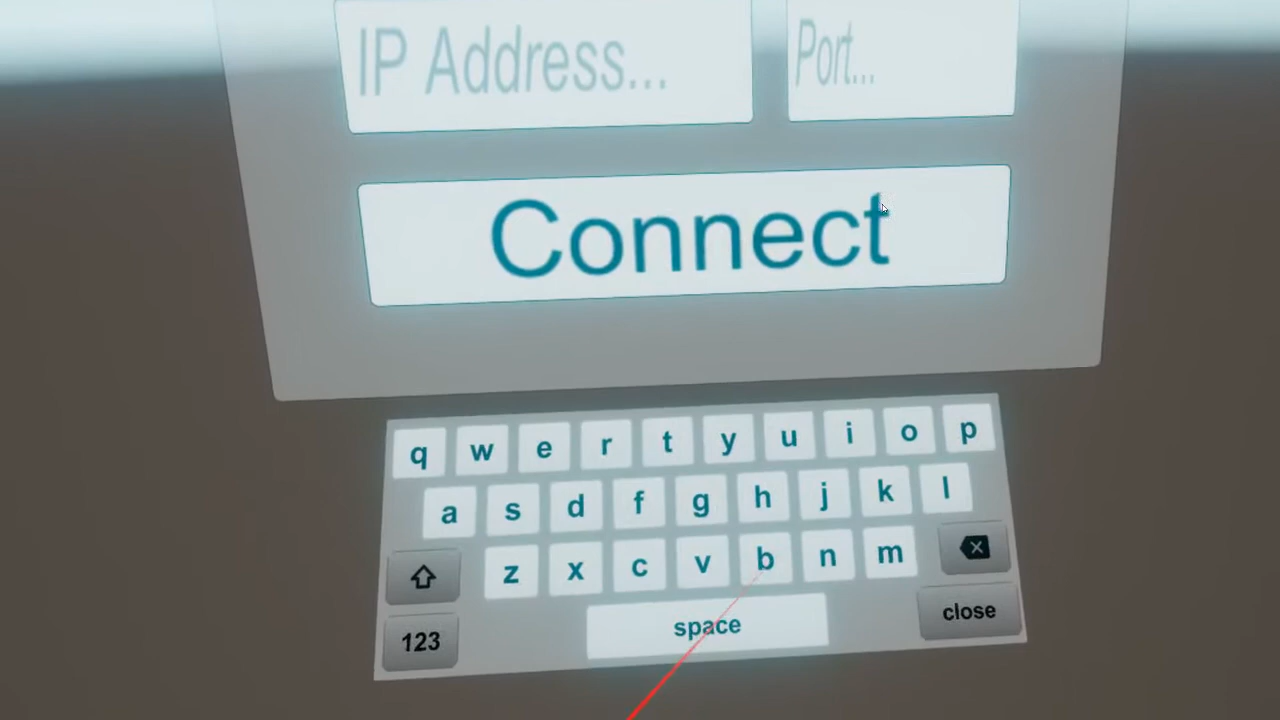 IP Address... Port...
Connect
q w e r t y u i o p
a s d f g h j k l
z x c v b n m
123 space close